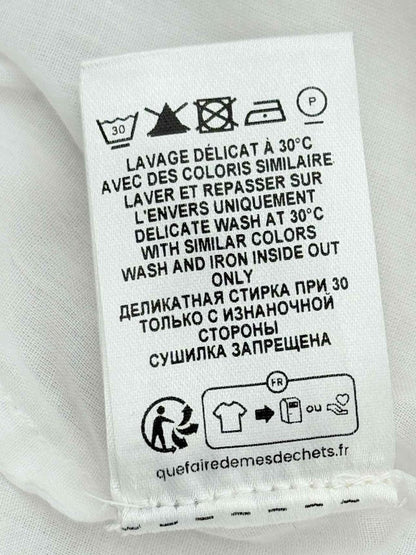 30
P
LAVAGE DÉLICAT À 30°C
AVEC DES COLORIS SIMILAIRE
LAVER ET REPASSER SUR
L'ENVERS UNIQUEMENT
DELICATE WASH AT 30°C
WITH SIMILAR COLORS
WASH AND IRON INSIDE OUT
ONLY
ДЕЛИКАТНАЯ СТИРКА ПРИ 30
ТОЛЬКО С ИЗНАНОЧНОЙ
СТОРОНЫ
СУШИЛКА ЗАПРЕЩЕНА
FR
ou
quefairedemesdechets.fr